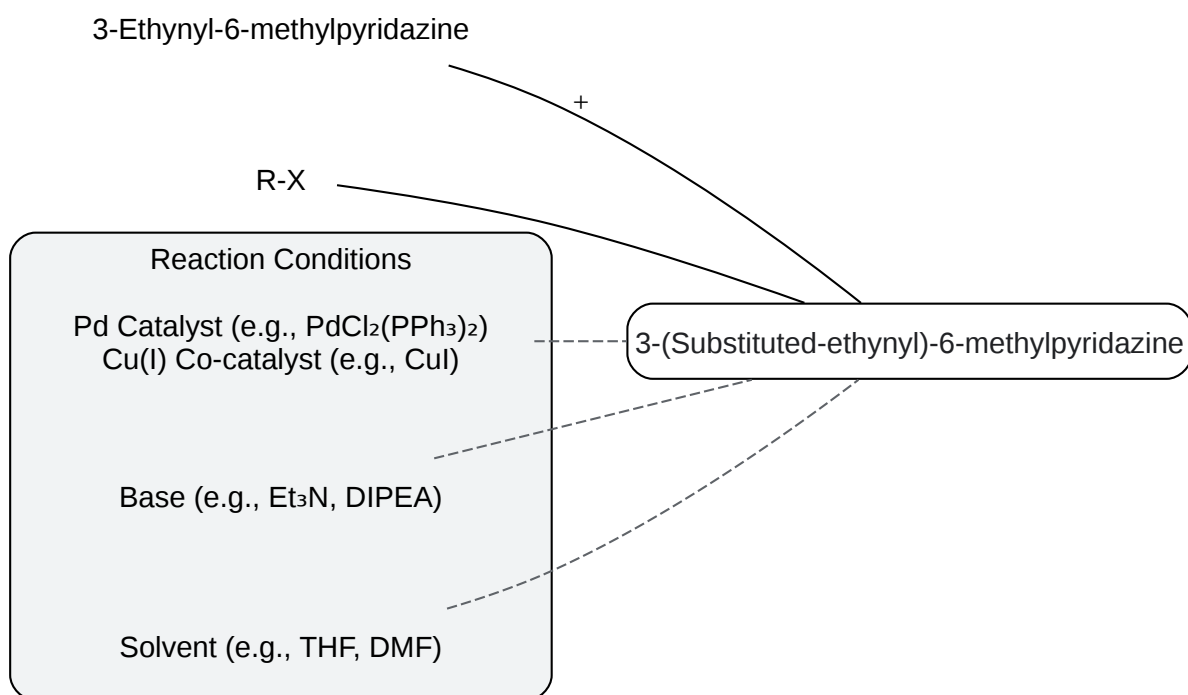 3-Ethynyl-6-methylpyridazine
+
R-X
Reaction Conditions
Pd Catalyst (e.g., PdCl₂(PPh₃)₂)
Cu(I) Co-catalyst (e.g., CuI)
3-(Substituted-ethynyl)-6-methylpyridazine
Base (e.g., Et₃N, DIPEA)
Solvent (e.g., THF, DMF)